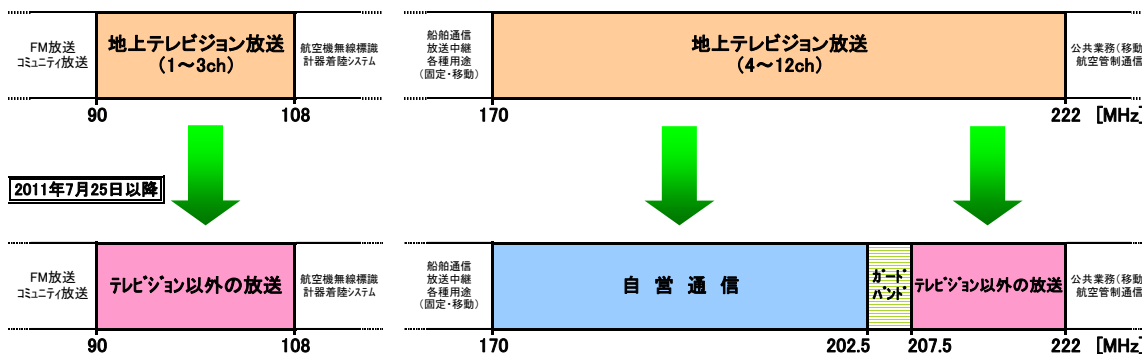 FM放送
コミュニティ放送
地上テレビジョン放送
(1～3ch)
航空機無線標識
計器着陸システム
船舶通信
放送中継
各種用途
(固定・移動)
地上テレビジョン放送
(4～12ch)
公共業務(移動
航空管制通信
90
108
170
222 [MHz]
2011年7月25日以降
FM放送
コミュニティ放送
テレビジョン以外の放送
航空機無線標識
計器着陸システム
船舶通信
放送中継
各種用途
(固定・移動)
自営通信
ガード
バンド
テレビジョン以外の放送
公共業務(移動
航空管制通信
90
108
170
202.5
207.5
222 [MHz]